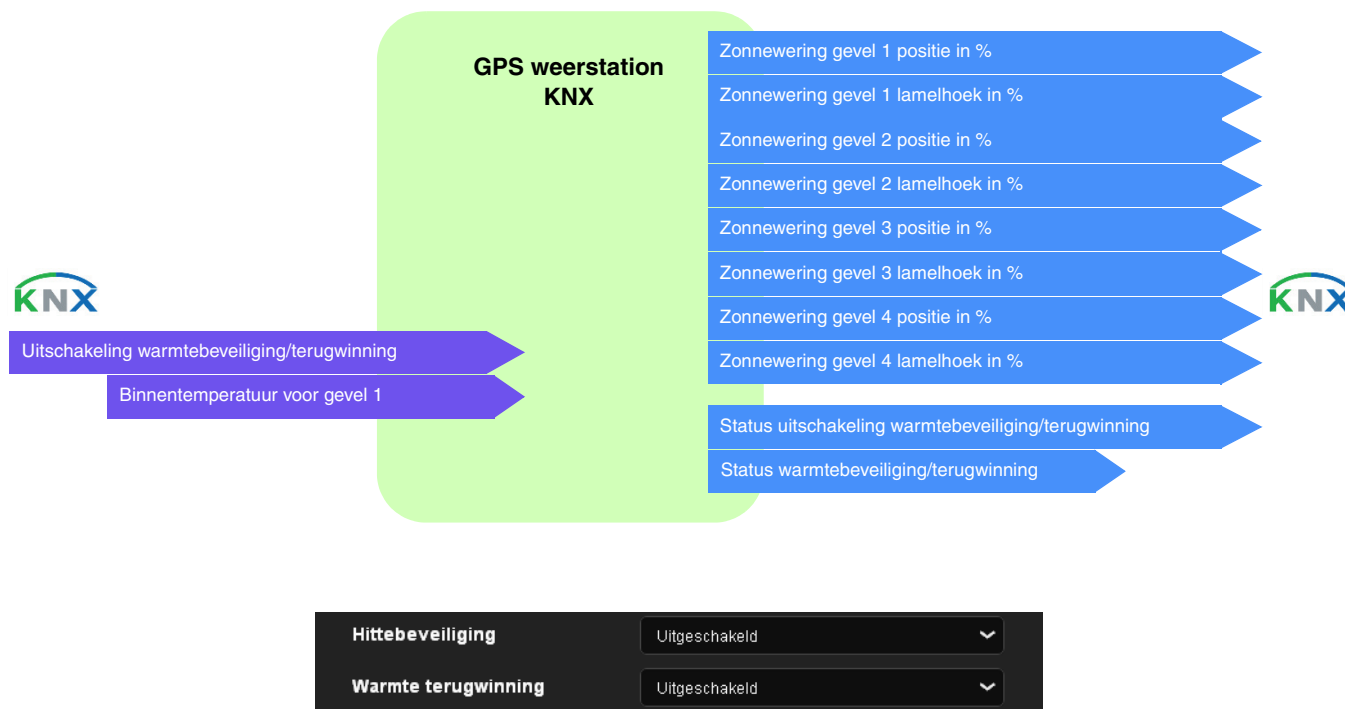 GPS weerstation
KNX
Zonnewering gevel 1 positie in %
Zonnewering gevel 1 lamelhoek in %
Zonnewering gevel 2 positie in %
Zonnewering gevel 2 lamelhoek in %
Zonnewering gevel 3 positie in %
Zonnewering gevel 3 lamelhoek in %
Zonnewering gevel 4 positie in %
Zonnewering gevel 4 lamelhoek in %
KNX
KNX
Uitschakeling warmtebeveiliging/terugwinning
Binnentemperatuur voor gevel 1
Status uitschakeling warmtebeveiliging/terugwinning
Status warmtebeveiliging/terugwinning
Hittebeveiliging Uitgeschakeld
Warmte terugwinning Uitgeschakeld